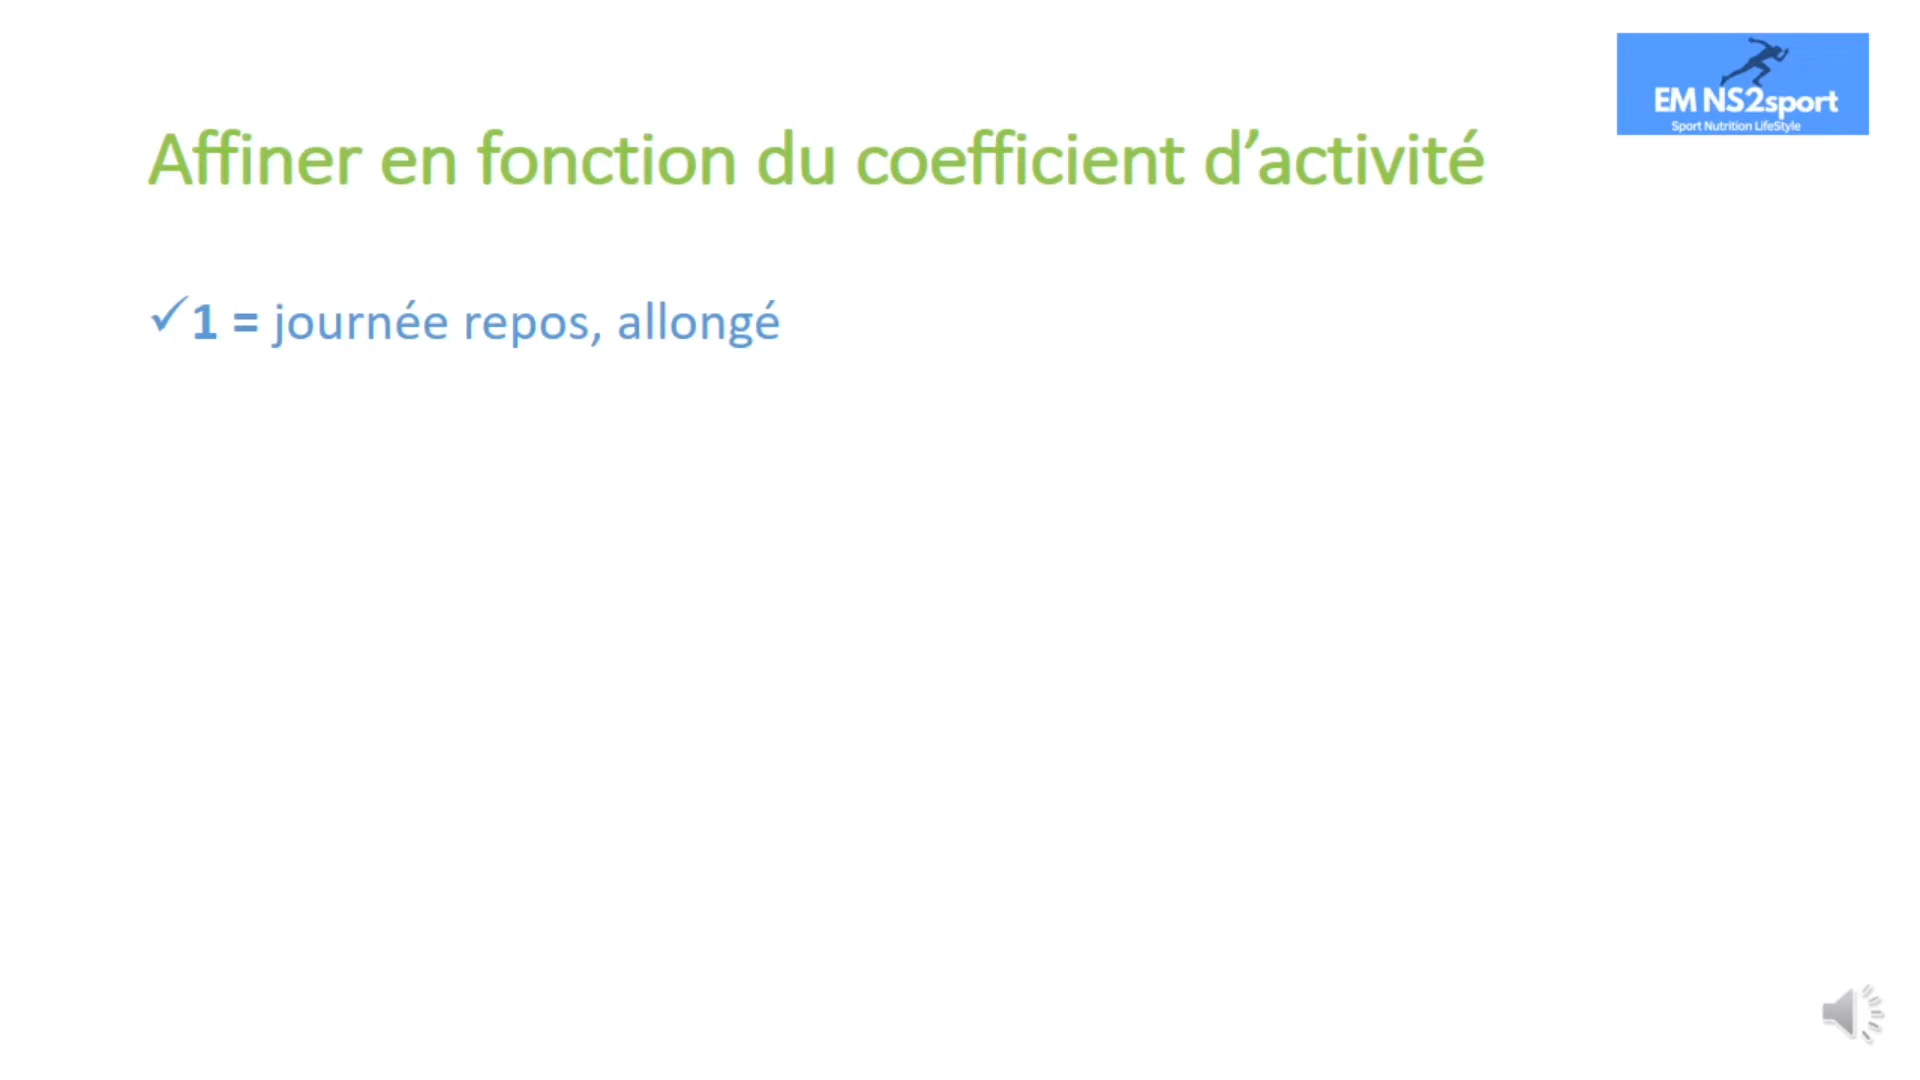 EM NS2sport
Sport Nutrition LifeStyle
Affiner en fonction du coefficient d’activité
✓1 = journée repos, allongé